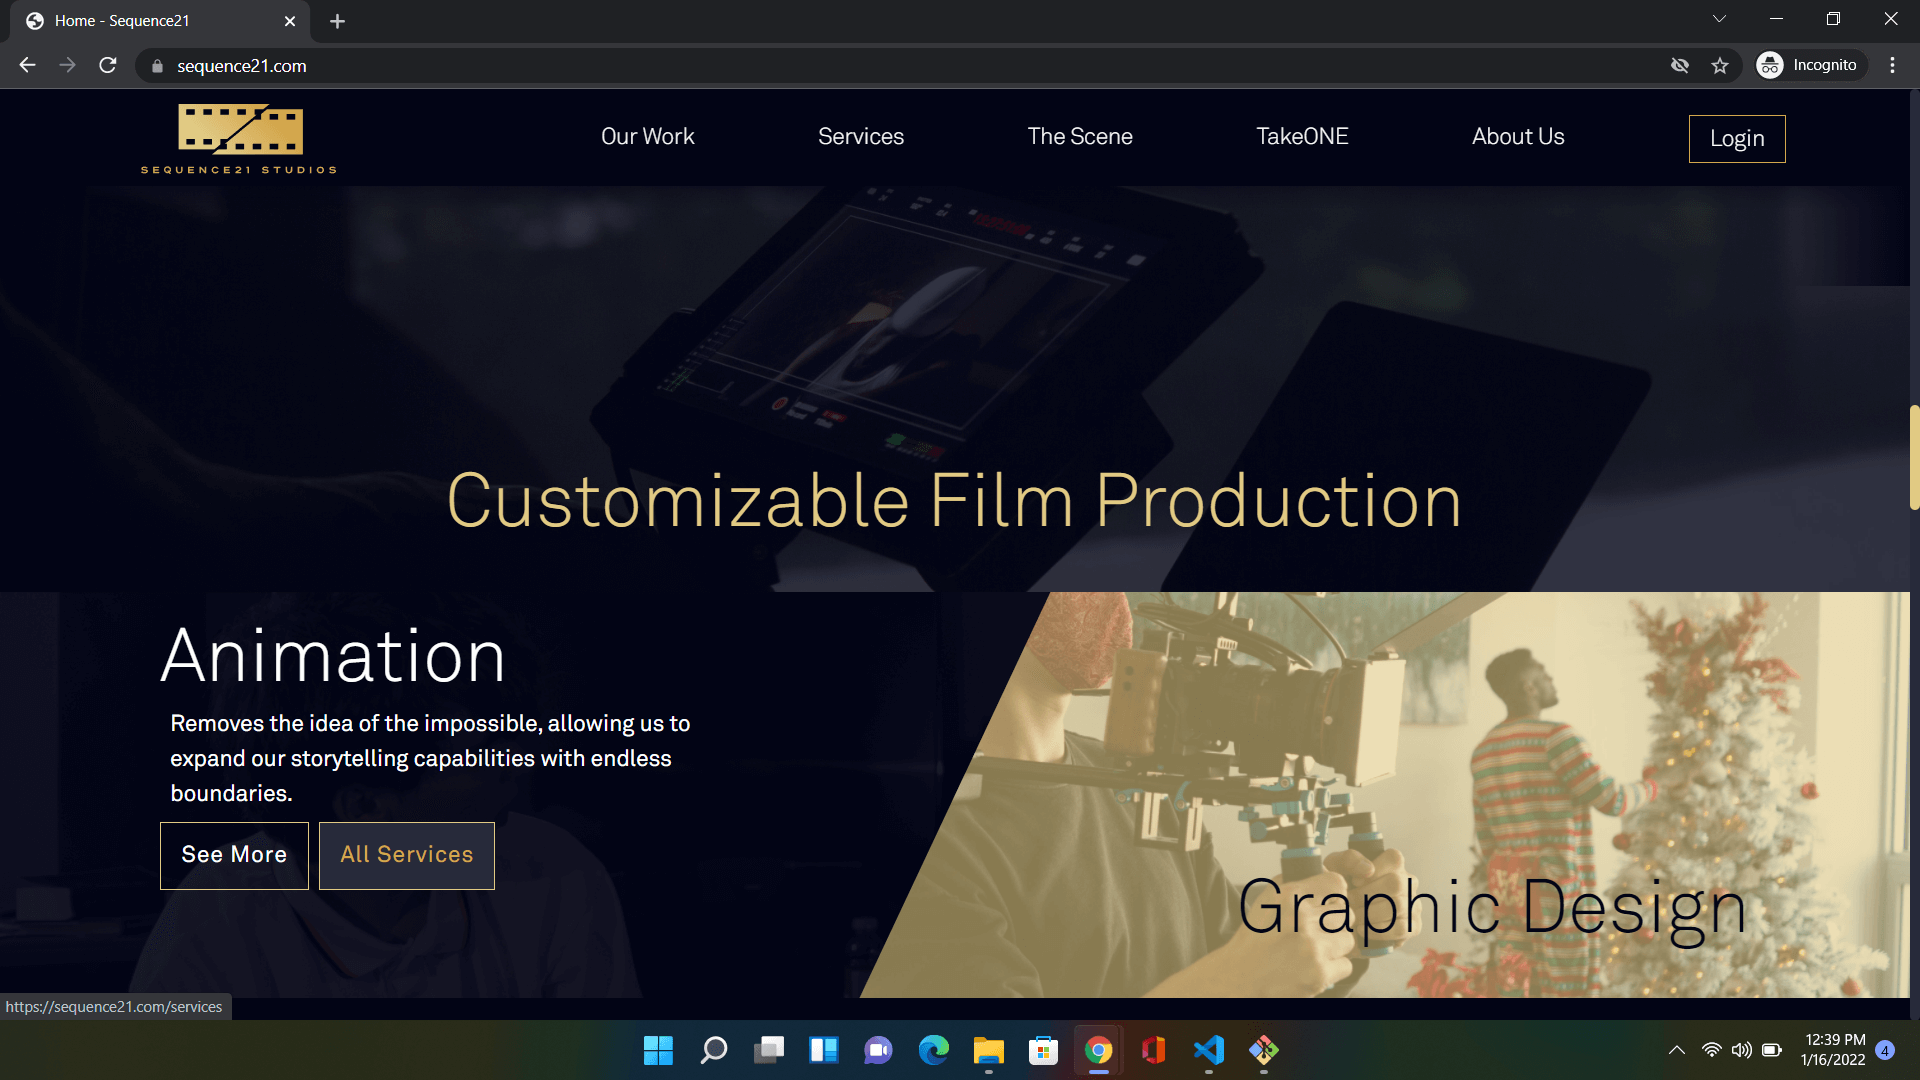 Home - Sequence21
sequence21.com
Incognito
SEQUENCE21 STUDIOS
Our Work
Services
The Scene
TakeONE
About Us
Login
Customizable Film Production
Animation
Removes the idea of the impossible, allowing us to
expand our storytelling capabilities with endless
boundaries.
See More
All Services
Graphic Design
https://sequence21.com/services
12:39 PM
1/16/2022
4